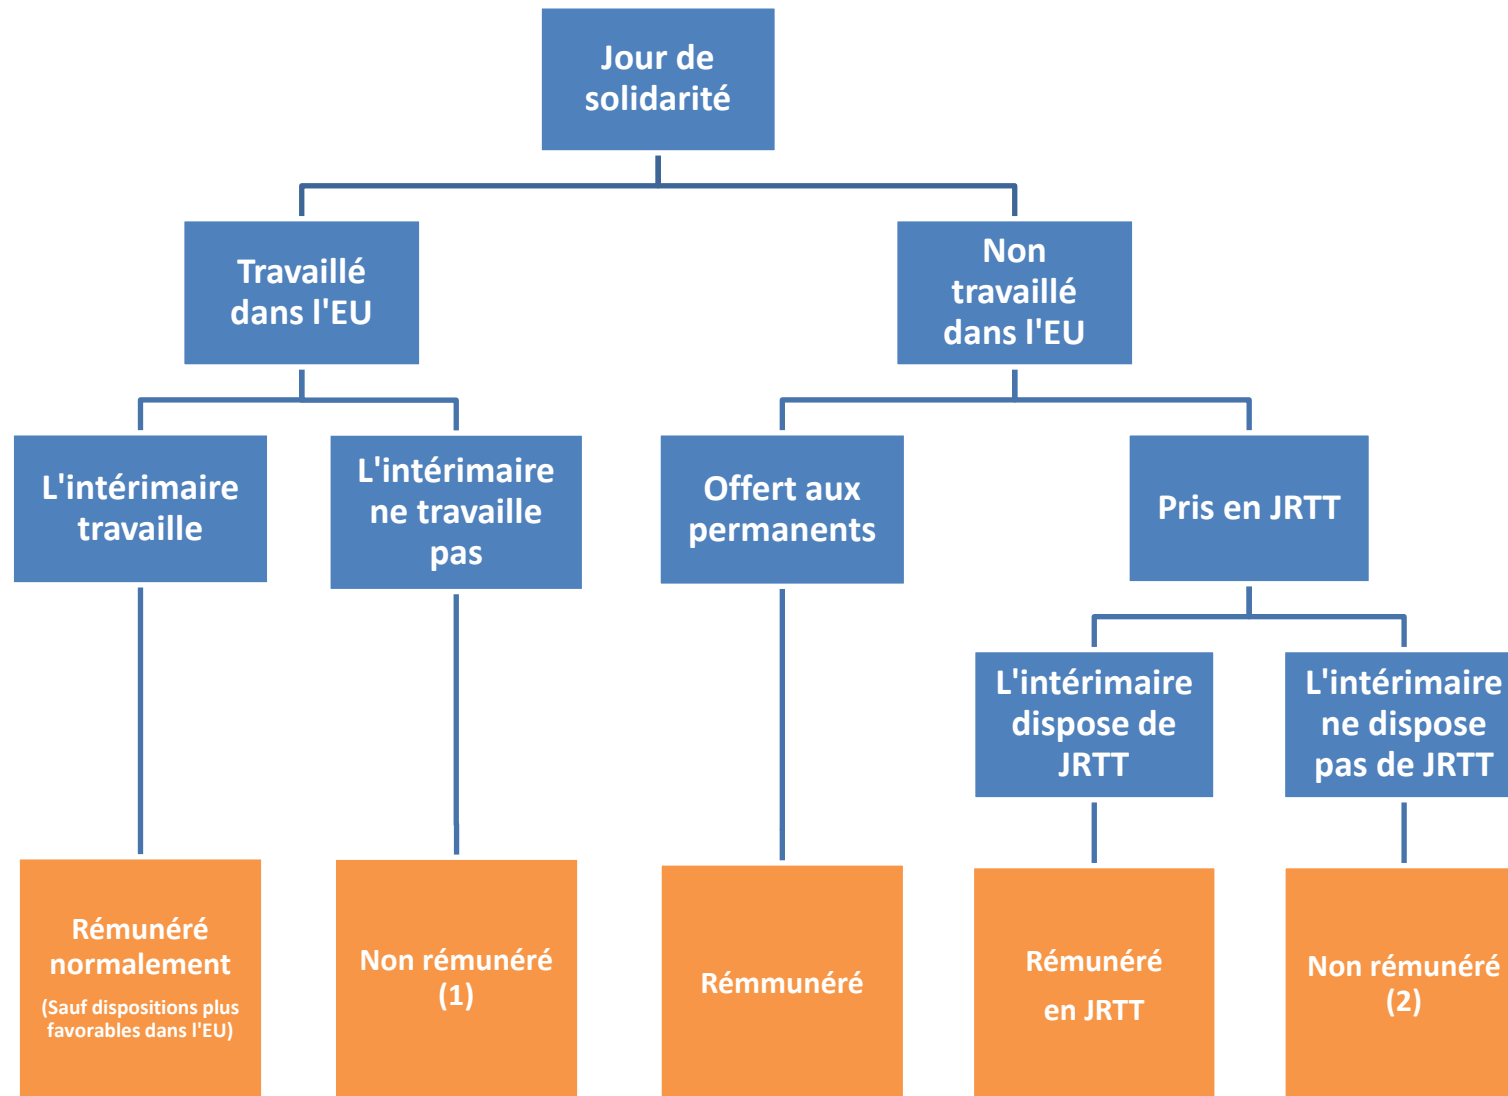 Jour de
solidarité
Travaillé
dans l'EU
Non
travaillé
dans l'EU
L'intérimaire
travaille
L'intérimaire
ne travaille
pas
Offert aux
permanents
Pris en JRTT
L'intérimaire
dispose de
JRTT
L'intérimaire
ne dispose
pas de JRTT
Rémunéré
normalement
(Sauf dispositions plus
favorables dans l'EU)
Non rémunéré
(1)
Rémmunéré
Rémunéré
en JRTT
Non rémunéré
(2)